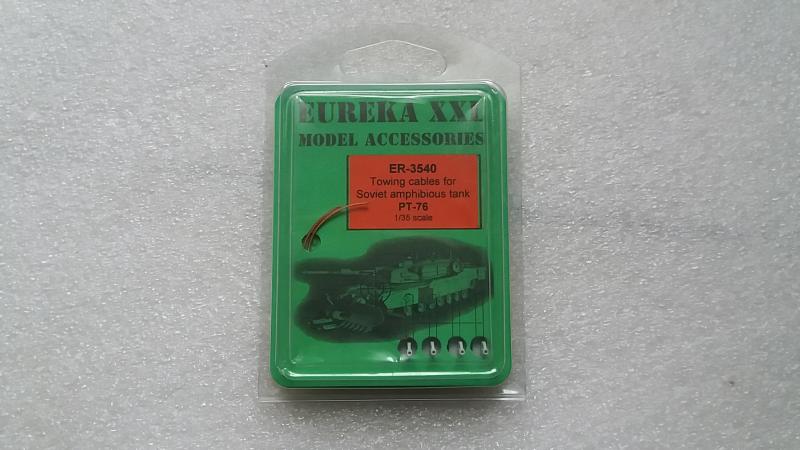 EUREKA XXL
MODEL ACCESSORIES
ER-3540
Towing cables for
Soviet amphibious tank
PT-76
1/35 scale